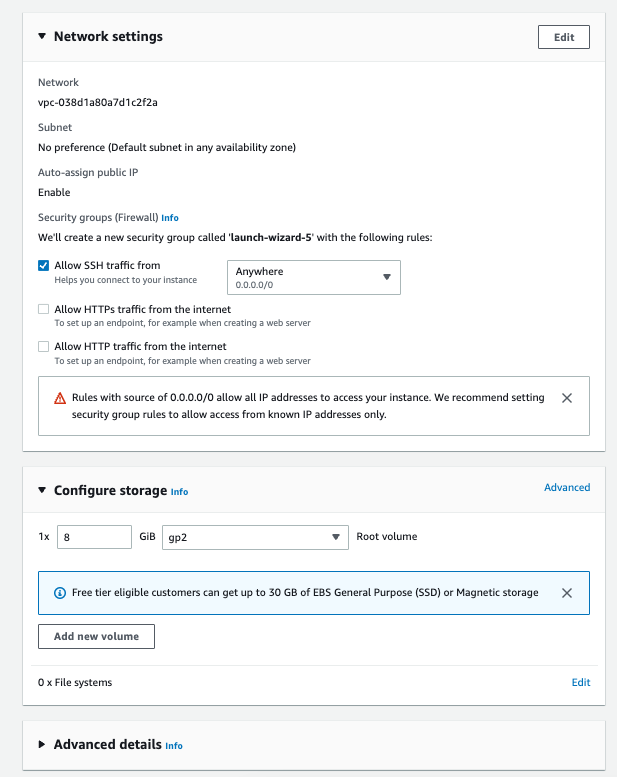 Network settings
Edit
Network
vpc-038d1a80a7d1c2f2a
Subnet
No preference (Default subnet in any availability zone)
Auto-assign public IP
Enable
Security groups (Firewall) Info
We'll create a new security group called 'launch-wizard-5' with the following rules:
Allow SSH traffic from
Helps you connect to your instance
Anywhere
0.0.0.0/0
Allow HTTPs traffic from the internet
To set up an endpoint, for example when creating a web server
Allow HTTP traffic from the internet
To set up an endpoint, for example when creating a web server
Rules with source of 0.0.0.0/0 allow all IP addresses to access your instance. We recommend setting
security group rules to allow access from known IP addresses only.
Configure storage Info
Advanced
1x 8 GiB gp2 Root volume
Free tier eligible customers can get up to 30 GB of EBS General Purpose (SSD) or Magnetic storage
Add new volume
0 x File systems
Edit
Advanced details Info